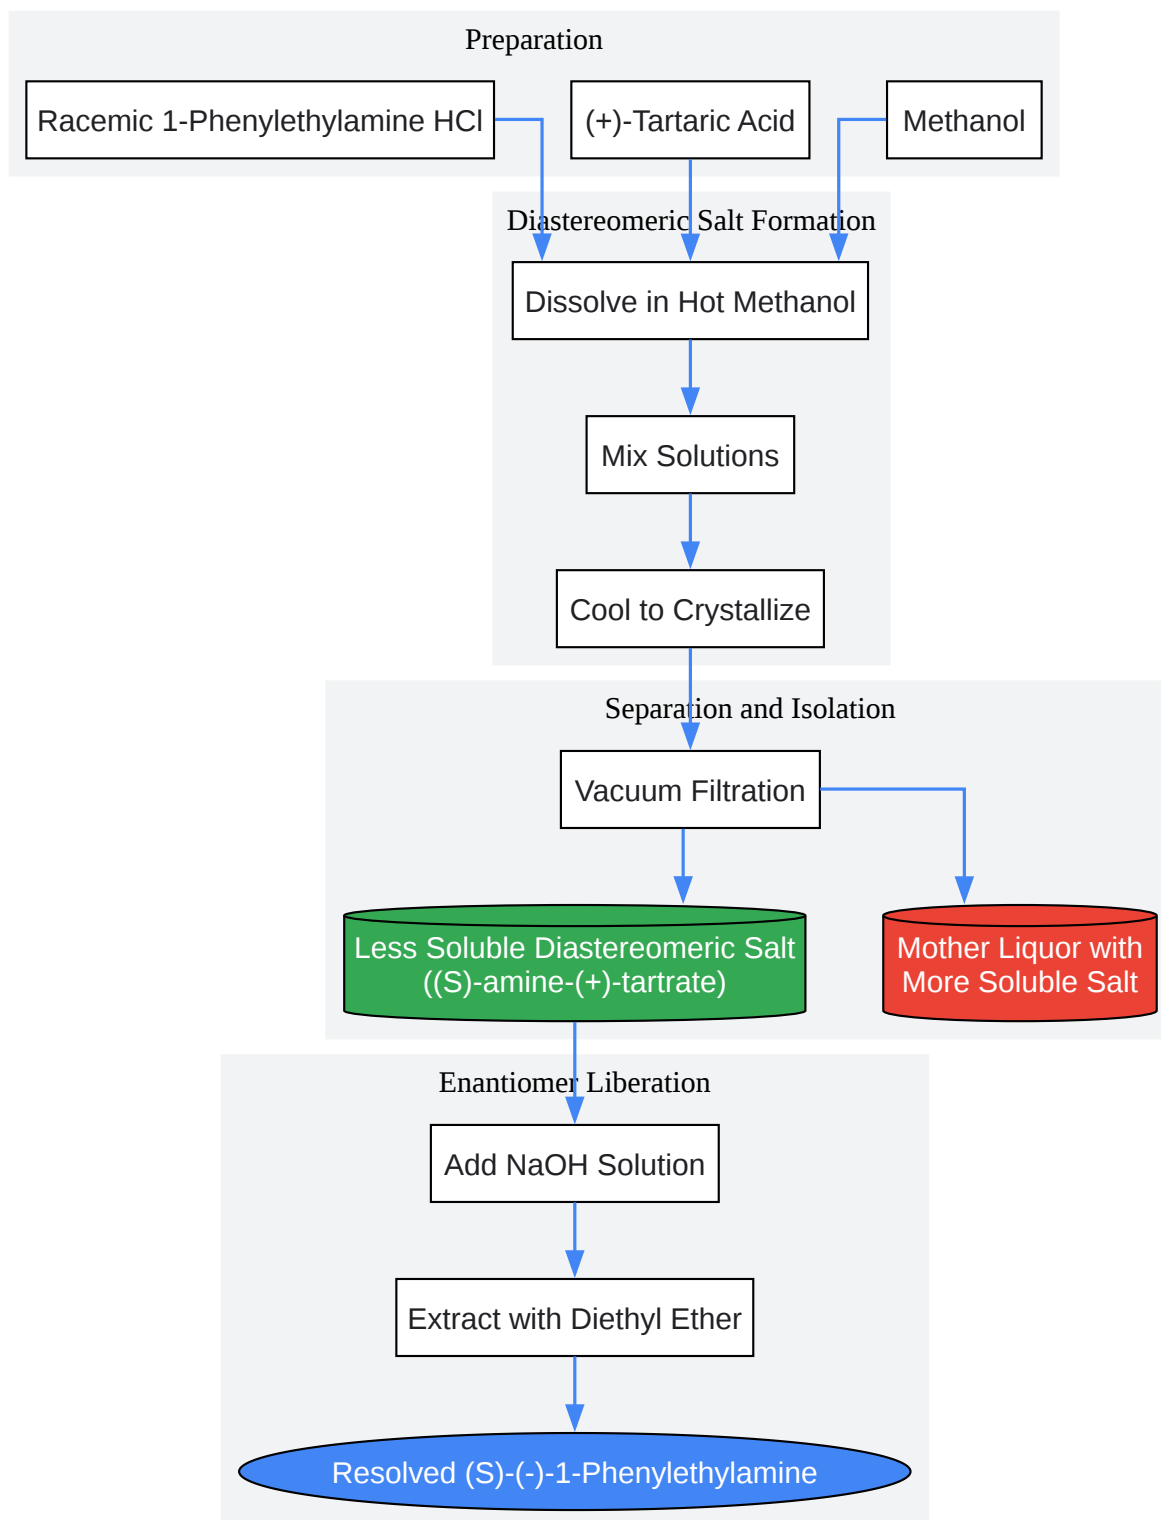 Preparation
Racemic 1-Phenylethylamine HCl
(+)-Tartaric Acid
Methanol
Diastereomeric Salt Formation
Dissolve in Hot Methanol
Mix Solutions
Cool to Crystallize
Separation and Isolation
Vacuum Filtration
Less Soluble Diastereomeric Salt
((S)-amine-(+)-tartrate)
Mother Liquor with
More Soluble Salt
Enantiomer Liberation
Add NaOH Solution
Extract with Diethyl Ether
Resolved (S)-(-)-1-Phenylethylamine